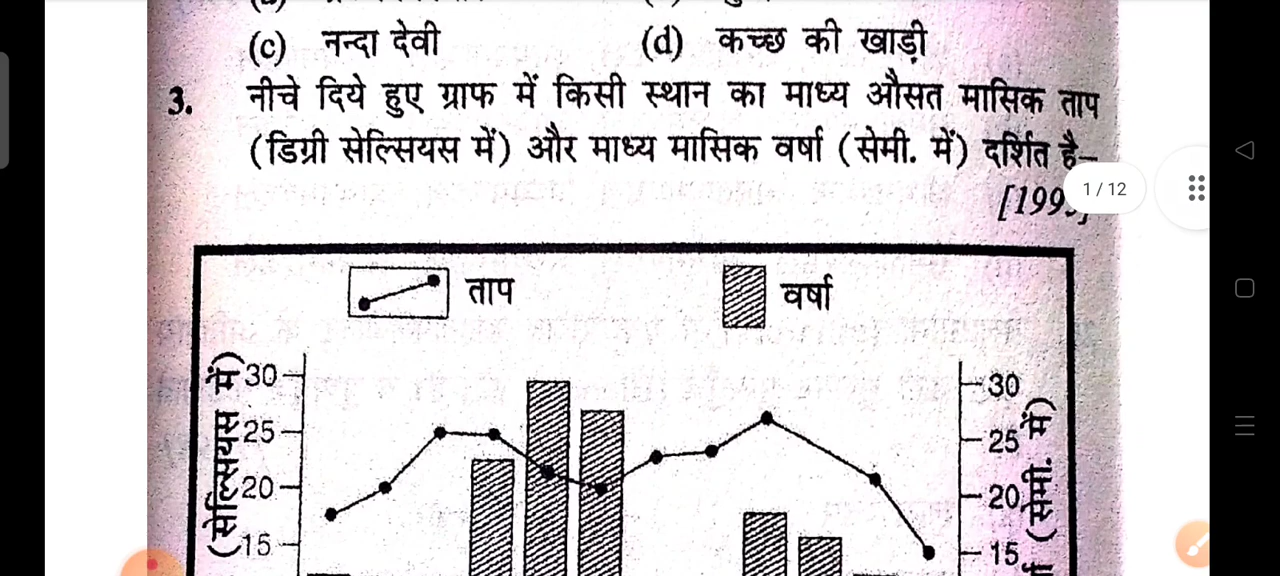 (c) नन्दा देवी (d) कच्छ की खाड़ी
3. नीचे दिये हुए ग्राफ में किसी स्थान का माध्य औसत मासिक ताप
(डिग्री सेल्सियस में) और माध्य मासिक वर्षा (सेमी. में) दर्शित है–
1 / 12
[199
ताप वर्षा
(सेल्सियस में)
30 30
25 25
20 20
15 15
(सेमी. में)